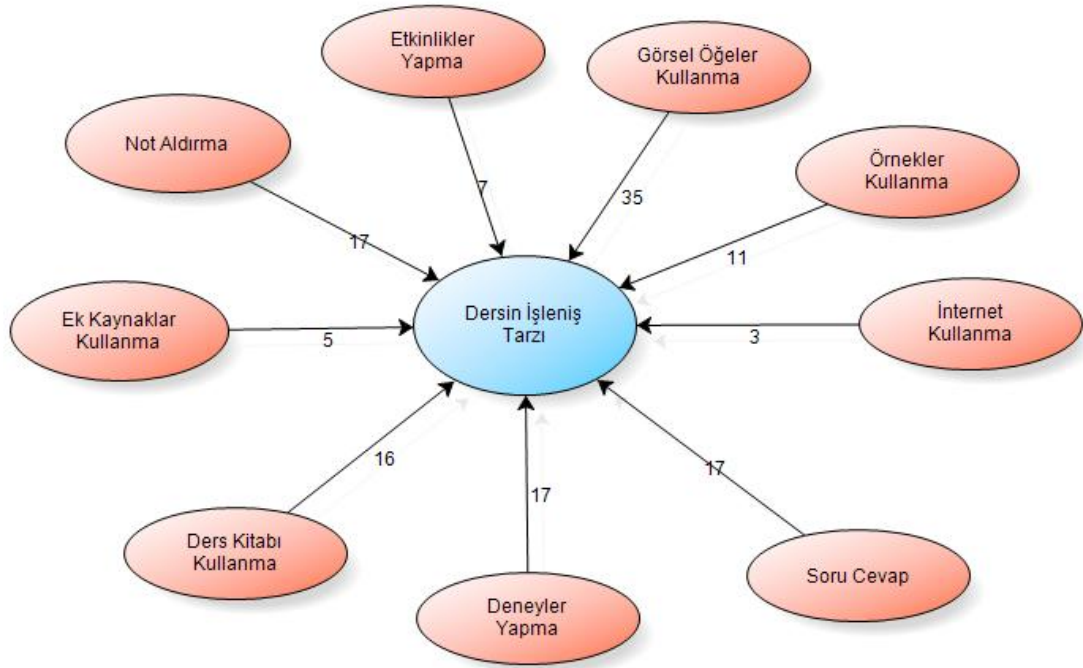 Etkinlikler
Yapma
Görsel Öğeler
Kullanma
Not Aldırma
Örnekler
Kullanma
7
35
17
11
Ek Kaynaklar
Kullanma
5
Dersin İşleniş
Tarzı
3
İnternet
Kullanma
16
17
17
Ders Kitabı
Kullanma
Deneyler
Yapma
Soru Cevap